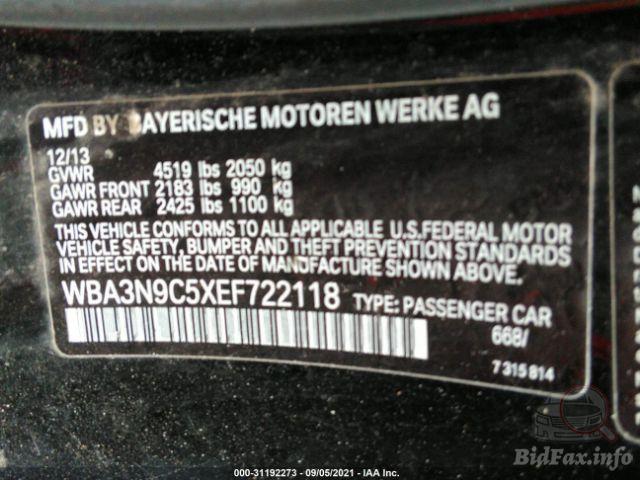 MFD BY BAYERISCHE MOTOREN WERKE AG
12/13
GVWR 4519 lbs 2050 kg
GAWR FRONT 2183 lbs 990 kg
GAWR REAR 2425 lbs 1100 kg
THIS VEHICLE CONFORMS TO ALL APPLICABLE U.S.FEDERAL MOTOR
VEHICLE SAFETY, BUMPER AND THEFT PREVENTION STANDARDS
IN EFFECT ON THE DATE OF MANUFACTURE SHOWN ABOVE.
WBA3N9C5XEF722118 TYPE: PASSENGER CAR
668/
7315814
BidFax.info
000-31192273 - 09/05/2021 - IAA Inc.